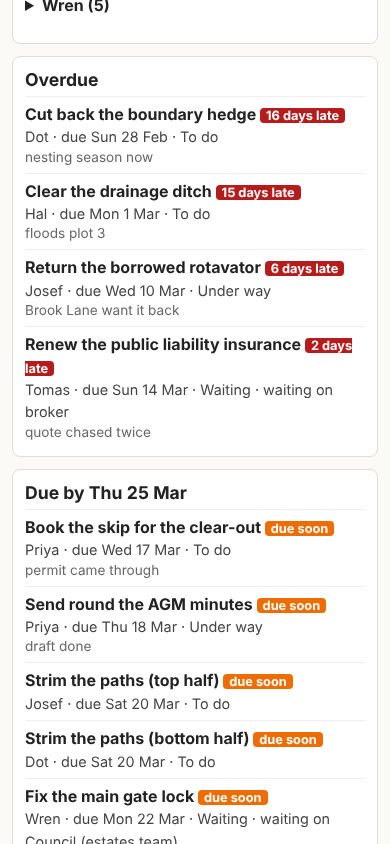 ▶ Wren (5)
Overdue
Cut back the boundary hedge 16 days late
Dot · due Sun 28 Feb · To do
nesting season now
Clear the drainage ditch 15 days late
Hal · due Mon 1 Mar · To do
floods plot 3
Return the borrowed rotavator 6 days late
Josef · due Wed 10 Mar · Under way
Brook Lane want it back
Renew the public liability insurance 2 days
late
Tomas · due Sun 14 Mar · Waiting · waiting on
broker
quote chased twice
Due by Thu 25 Mar
Book the skip for the clear-out due soon
Priya · due Wed 17 Mar · To do
permit came through
Send round the AGM minutes due soon
Priya · due Thu 18 Mar · Under way
draft done
Strim the paths (top half) due soon
Josef · due Sat 20 Mar · To do
Strim the paths (bottom half) due soon
Dot · due Sat 20 Mar · To do
Fix the main gate lock due soon
Wren · due Mon 22 Mar · Waiting · waiting on
Council (estates team)